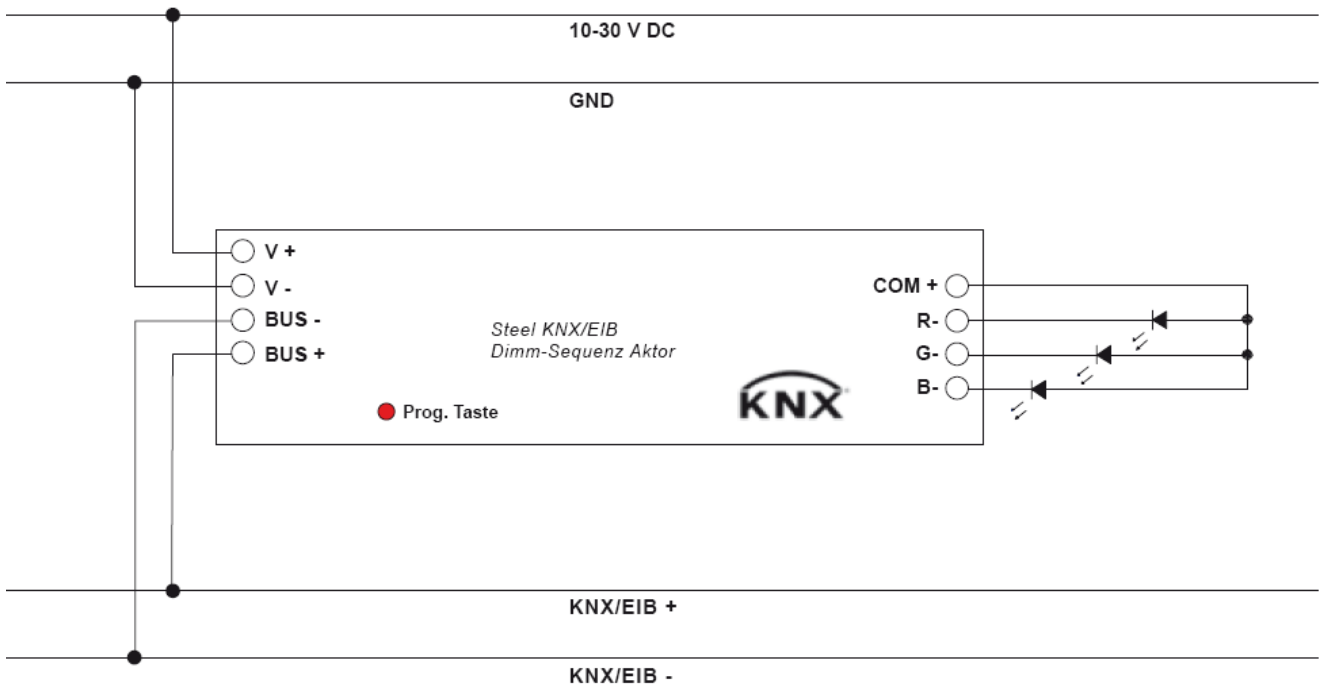 10-30 V DC
GND
V +
V -
BUS -
BUS +
Steel KNX/EIB
Dimm-Sequenz Aktor
Prog. Taste
KNX
COM +
R-
G-
B-
KNX/EIB +
KNX/EIB -